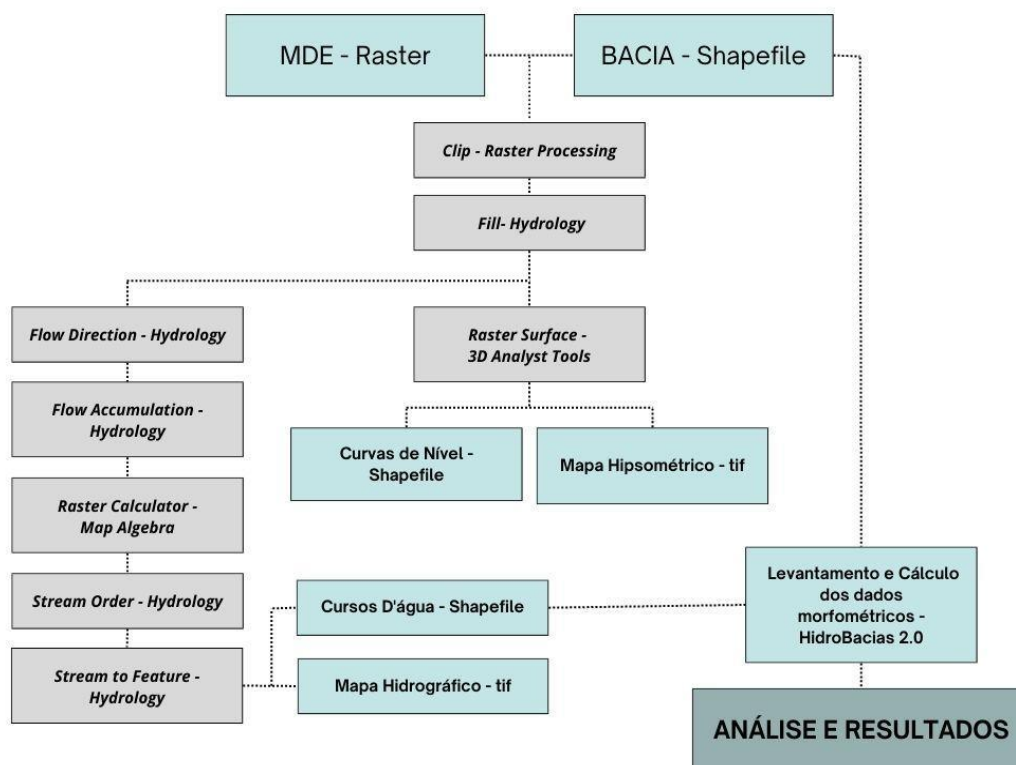 MDE - Raster
BACIA - Shapefile
Clip - Raster Processing
Fill- Hydrology
Flow Direction - Hydrology
Raster Surface -
3D Analyst Tools
Flow Accumulation -
Hydrology
Curvas de Nível -
Shapefile
Mapa Hipsométrico - tif
Raster Calculator -
Map Algebra
Stream Order - Hydrology
Cursos D'água - Shapefile
Levantamento e Cálculo
dos dados
morfométricos -
HidroBacias 2.0
Stream to Feature -
Hydrology
Mapa Hidrográfico - tif
ANÁLISE E RESULTADOS